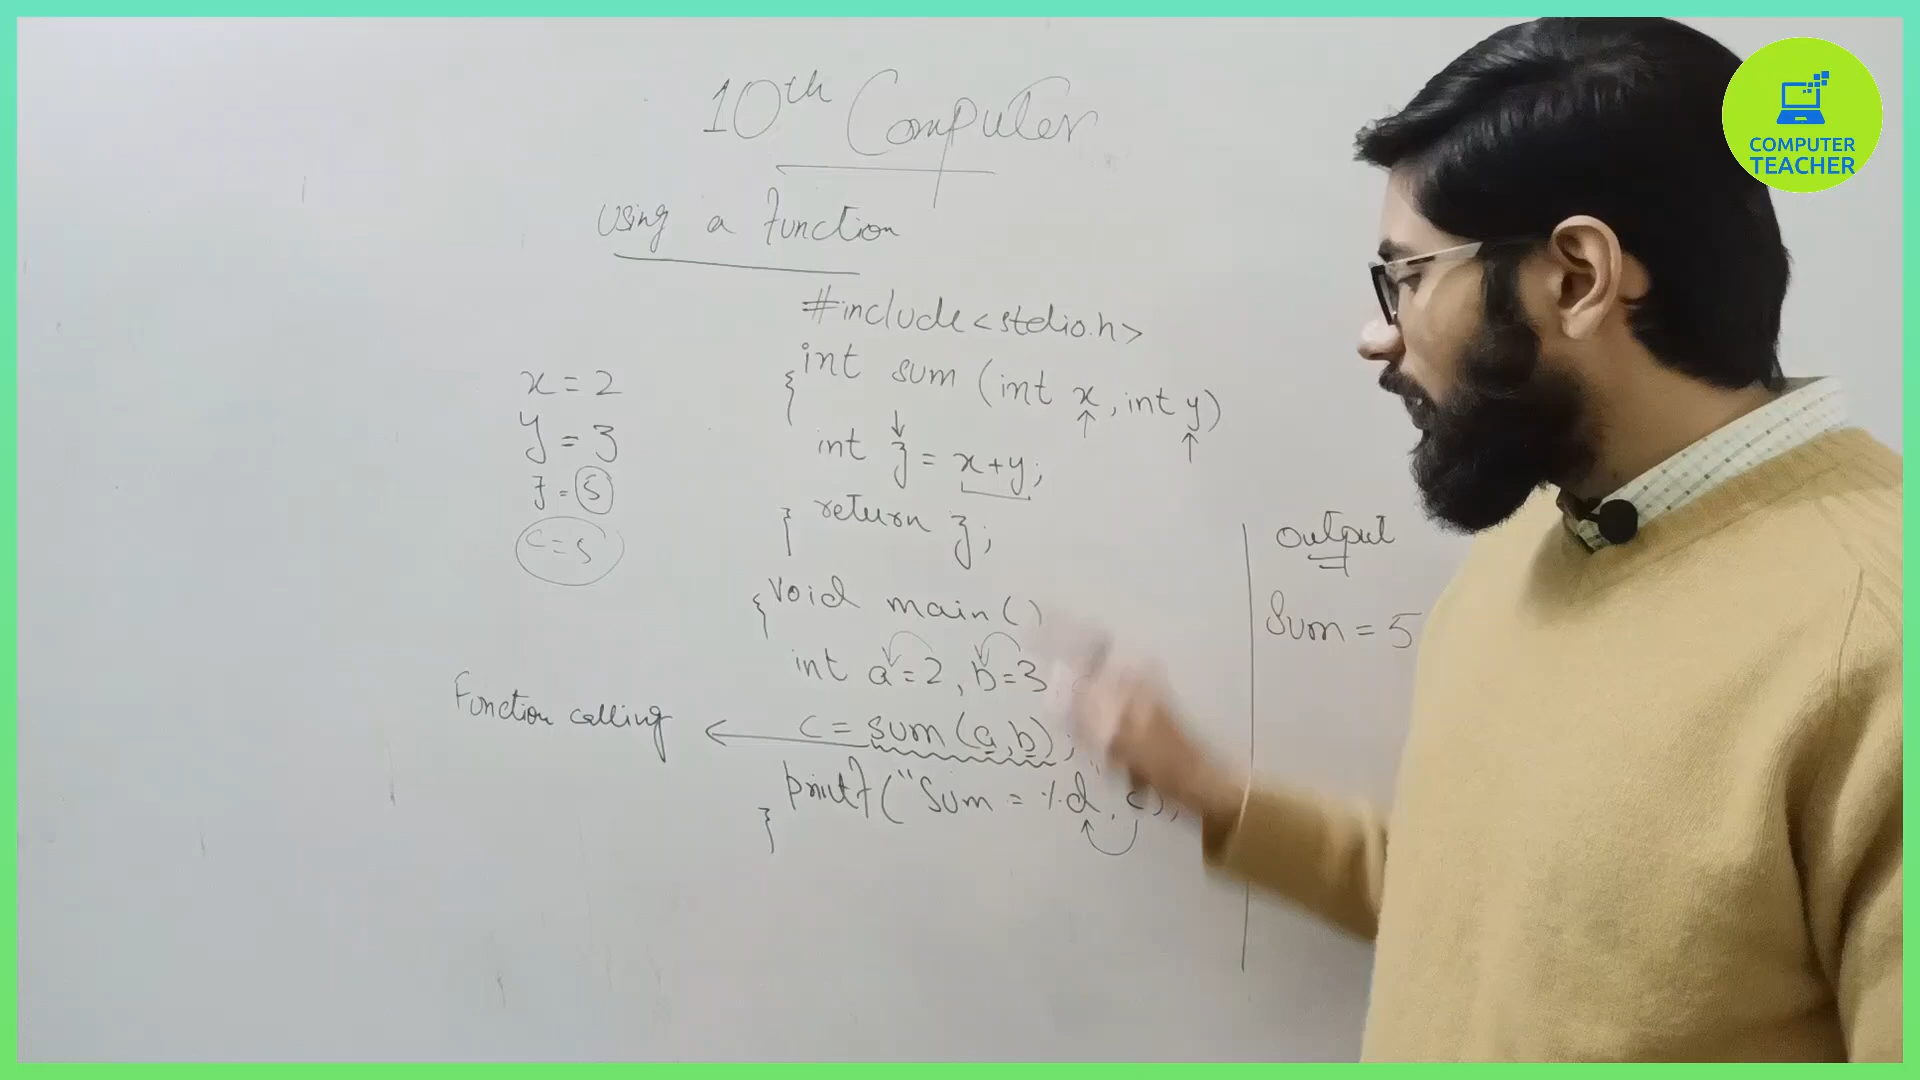 10th Computer
Using a function
#include<stdio.h>
int sum (int x, int y)
{
int z = x+y;
return z;
}
void main()
{
int a=2, b=3
c = sum(a,b);
printf("Sum = %d", c);
}
x = 2
y = 3
z = 5
c = 5
Function calling
Output
Sum = 5
COMPUTER
TEACHER